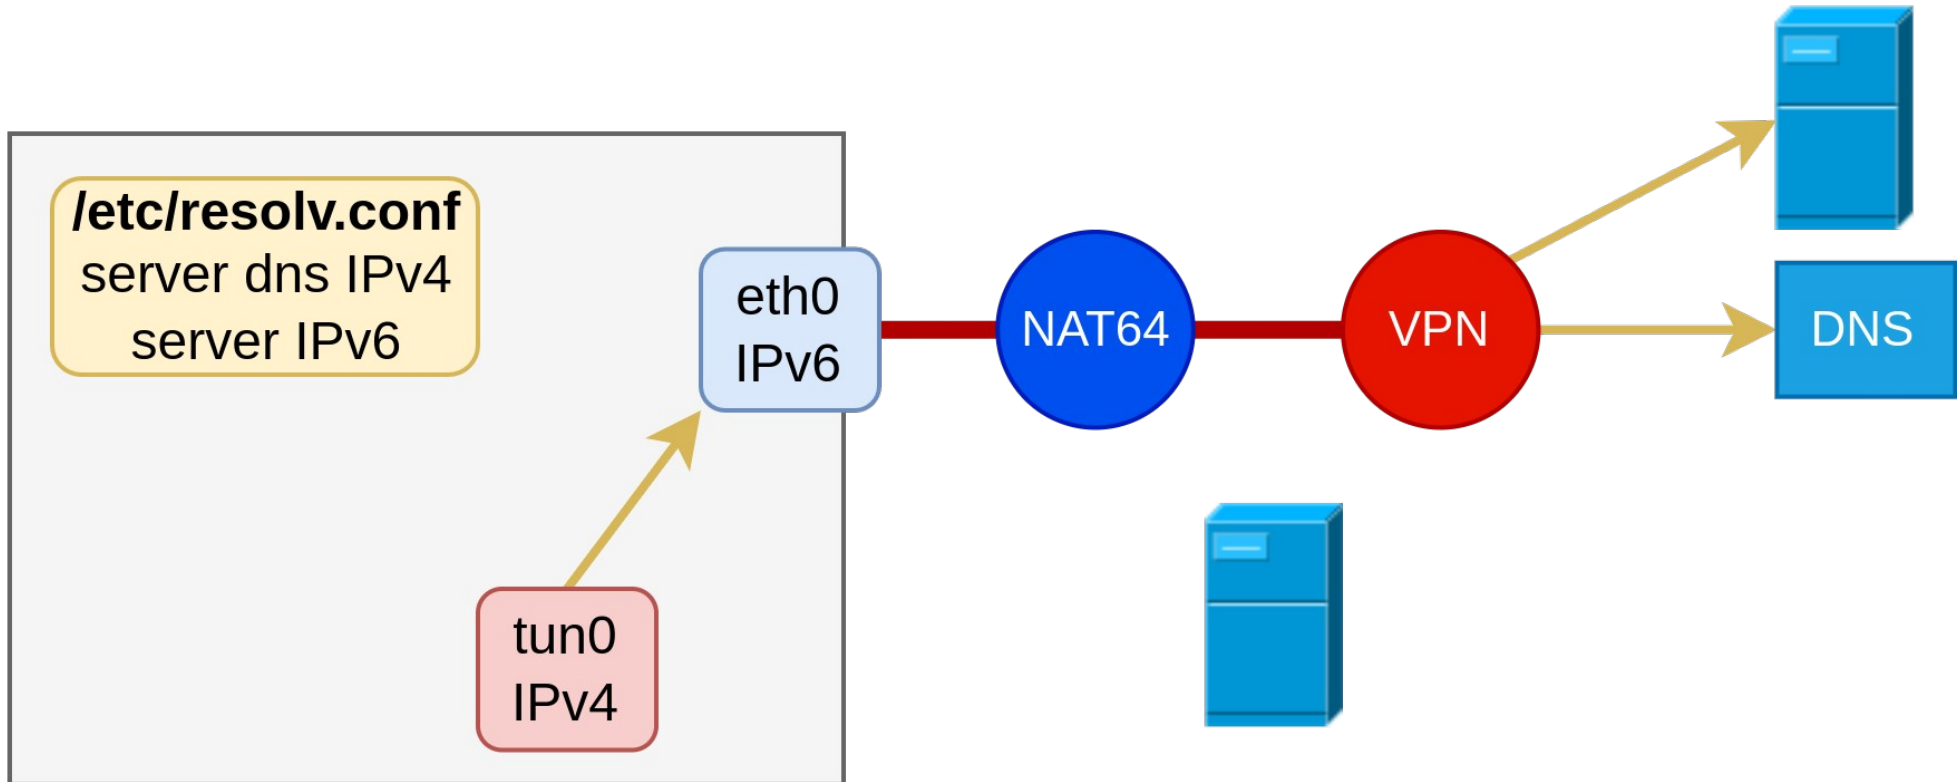 /etc/resolv.conf
server dns IPv4
server IPv6
eth0
IPv6
NAT64
VPN
DNS
tun0
IPv4